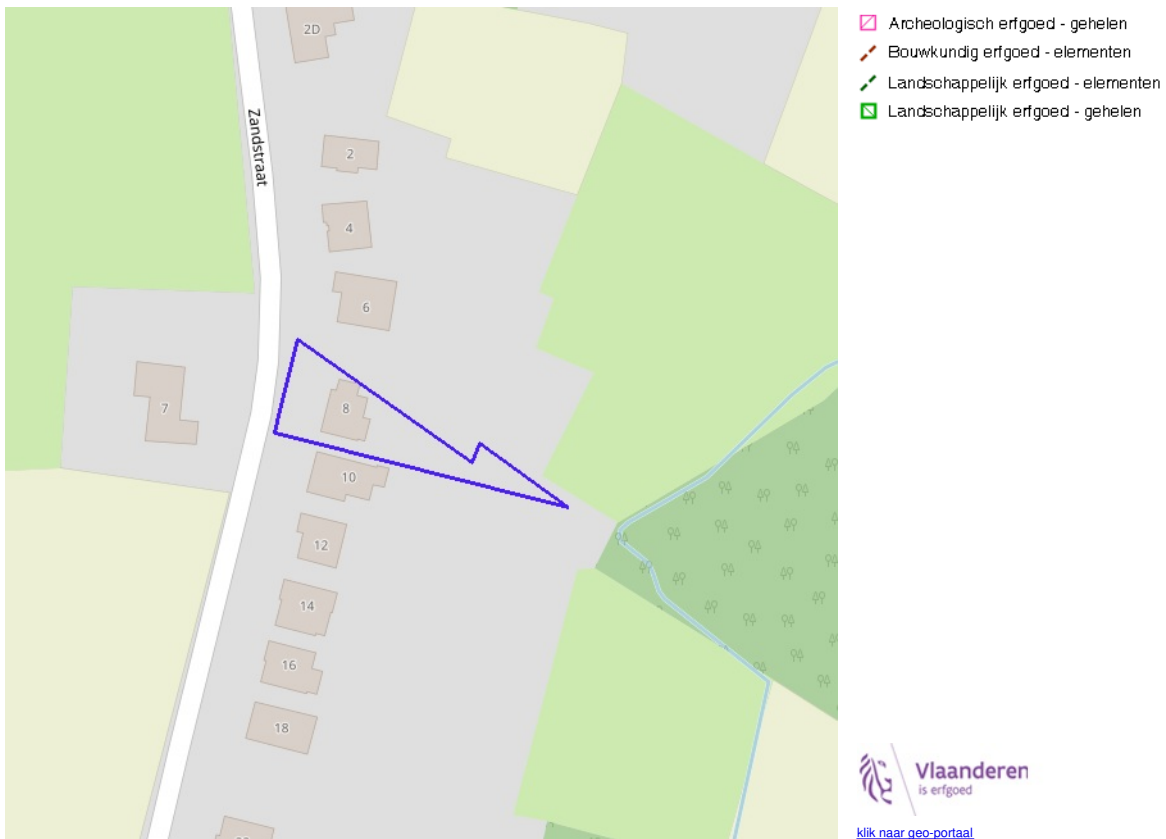 2D
Zandstraat
2
4
6
7
8
10
12
14
16
18
Archeologisch erfgoed - gehelen
Bouwkundig erfgoed - elementen
Landschappelijk erfgoed - elementen
Landschappelijk erfgoed - gehelen
Vlaanderen
is erfgoed
klik naar geo-portaal